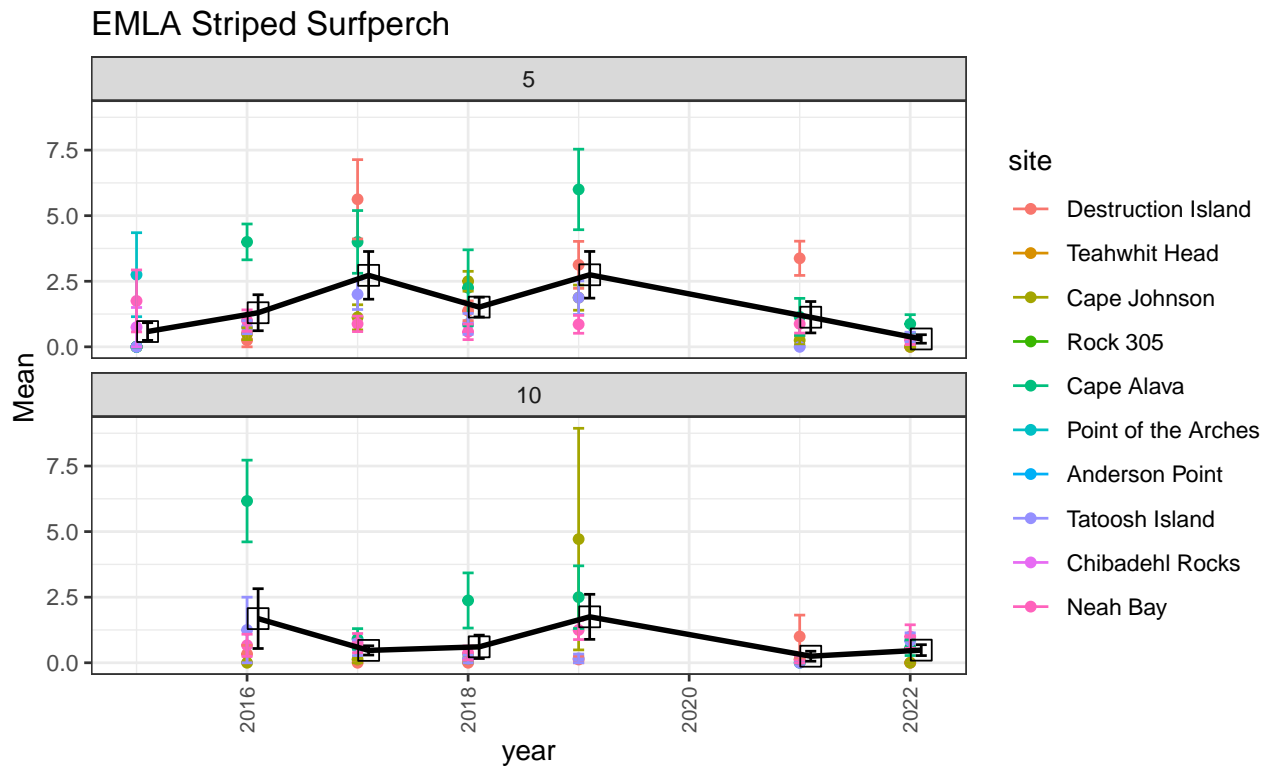 EMLA Striped Surfperch
5
7.5
5.0
2.5
0.0
10
7.5
5.0
2.5
0.0
Mean
2016
2018
2020
2022
year
site
Destruction Island
Teahwhit Head
Cape Johnson
Rock 305
Cape Alava
Point of the Arches
Anderson Point
Tatoosh Island
Chibadehl Rocks
Neah Bay